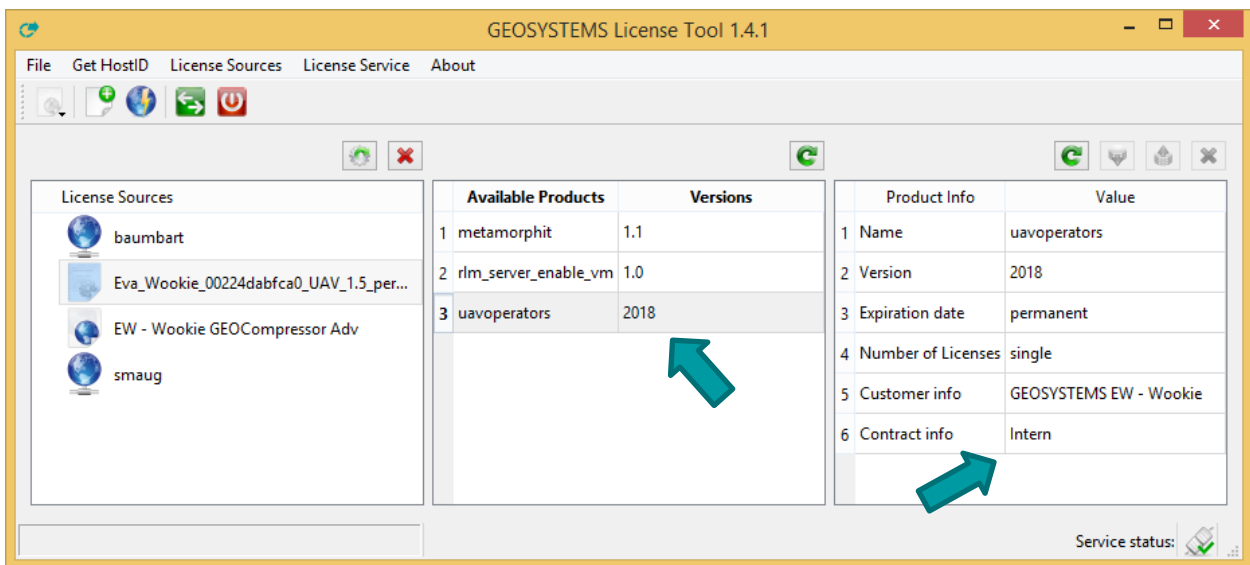 GEOSYSTEMS License Tool 1.4.1
File Get HostID License Sources License Service About
License Sources
baumbart
Eva_Wookie_00224dabfca0_UAV_1.5_per...
EW - Wookie GEOCompressor Adv
smaug
Available Products Versions
1 metamorphit 1.1
2 rlm_server_enable_vm 1.0
3 uavoperators 2018
Product Info Value
1 Name uavoperators
2 Version 2018
3 Expiration date permanent
4 Number of Licenses single
5 Customer info GEOSYSTEMS EW - Wookie
6 Contract info Intern
Service status: